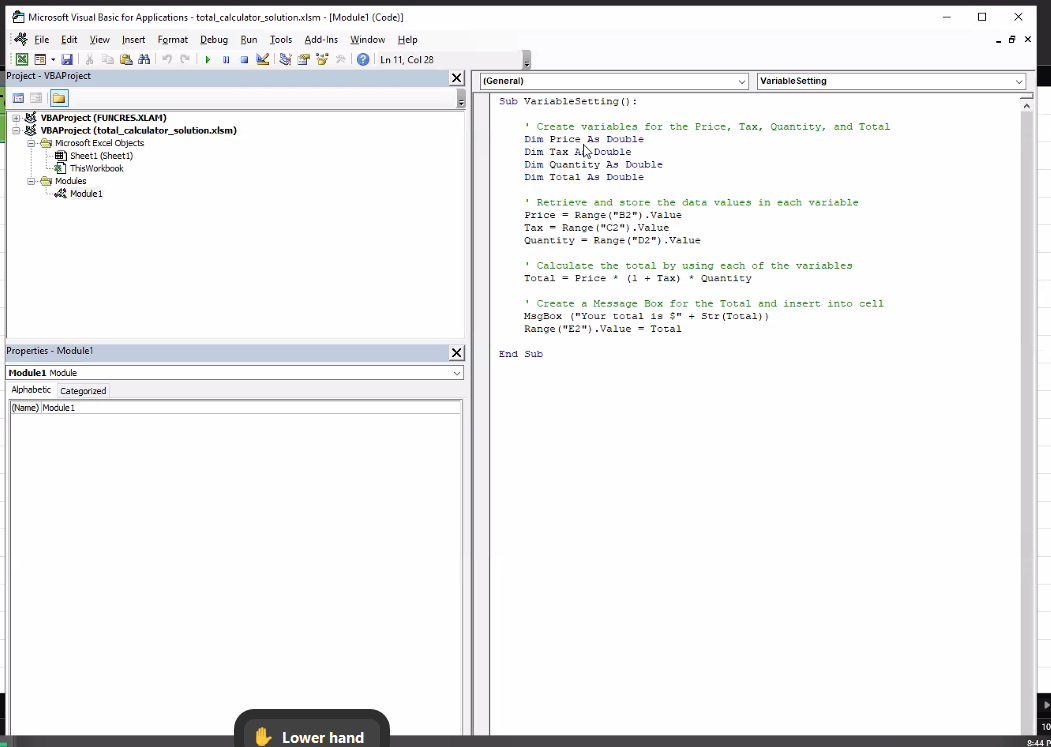 Microsoft Visual Basic for Applications - total_calculator_solution.xlsm - [Module1 (Code)]
File Edit View Insert Format Debug Run Tools Add-Ins Window Help
Ln 11, Col 28
Project - VBAProject
VBAProject (FUNCRES.XLAM)
VBAProject (total_calculator_solution.xlsm)
Microsoft Excel Objects
Sheet1 (Sheet1)
ThisWorkbook
Modules
Module1
Properties - Module1
Module1 Module
Alphabetic Categorized
(Name) Module1
(General) VariableSetting
Sub VariableSetting():
' Create variables for the Price, Tax, Quantity, and Total
Dim Price As Double
Dim Tax As Double
Dim Quantity As Double
Dim Total As Double
' Retrieve and store the data values in each variable
Price = Range("B2").Value
Tax = Range("C2").Value
Quantity = Range("D2").Value
' Calculate the total by using each of the variables
Total = Price * (1 + Tax) * Quantity
' Create a Message Box for the Total and insert into cell
MsgBox ("Your total is $" + Str(Total))
Range("E2").Value = Total
End Sub
Lower hand
10
8:44 P